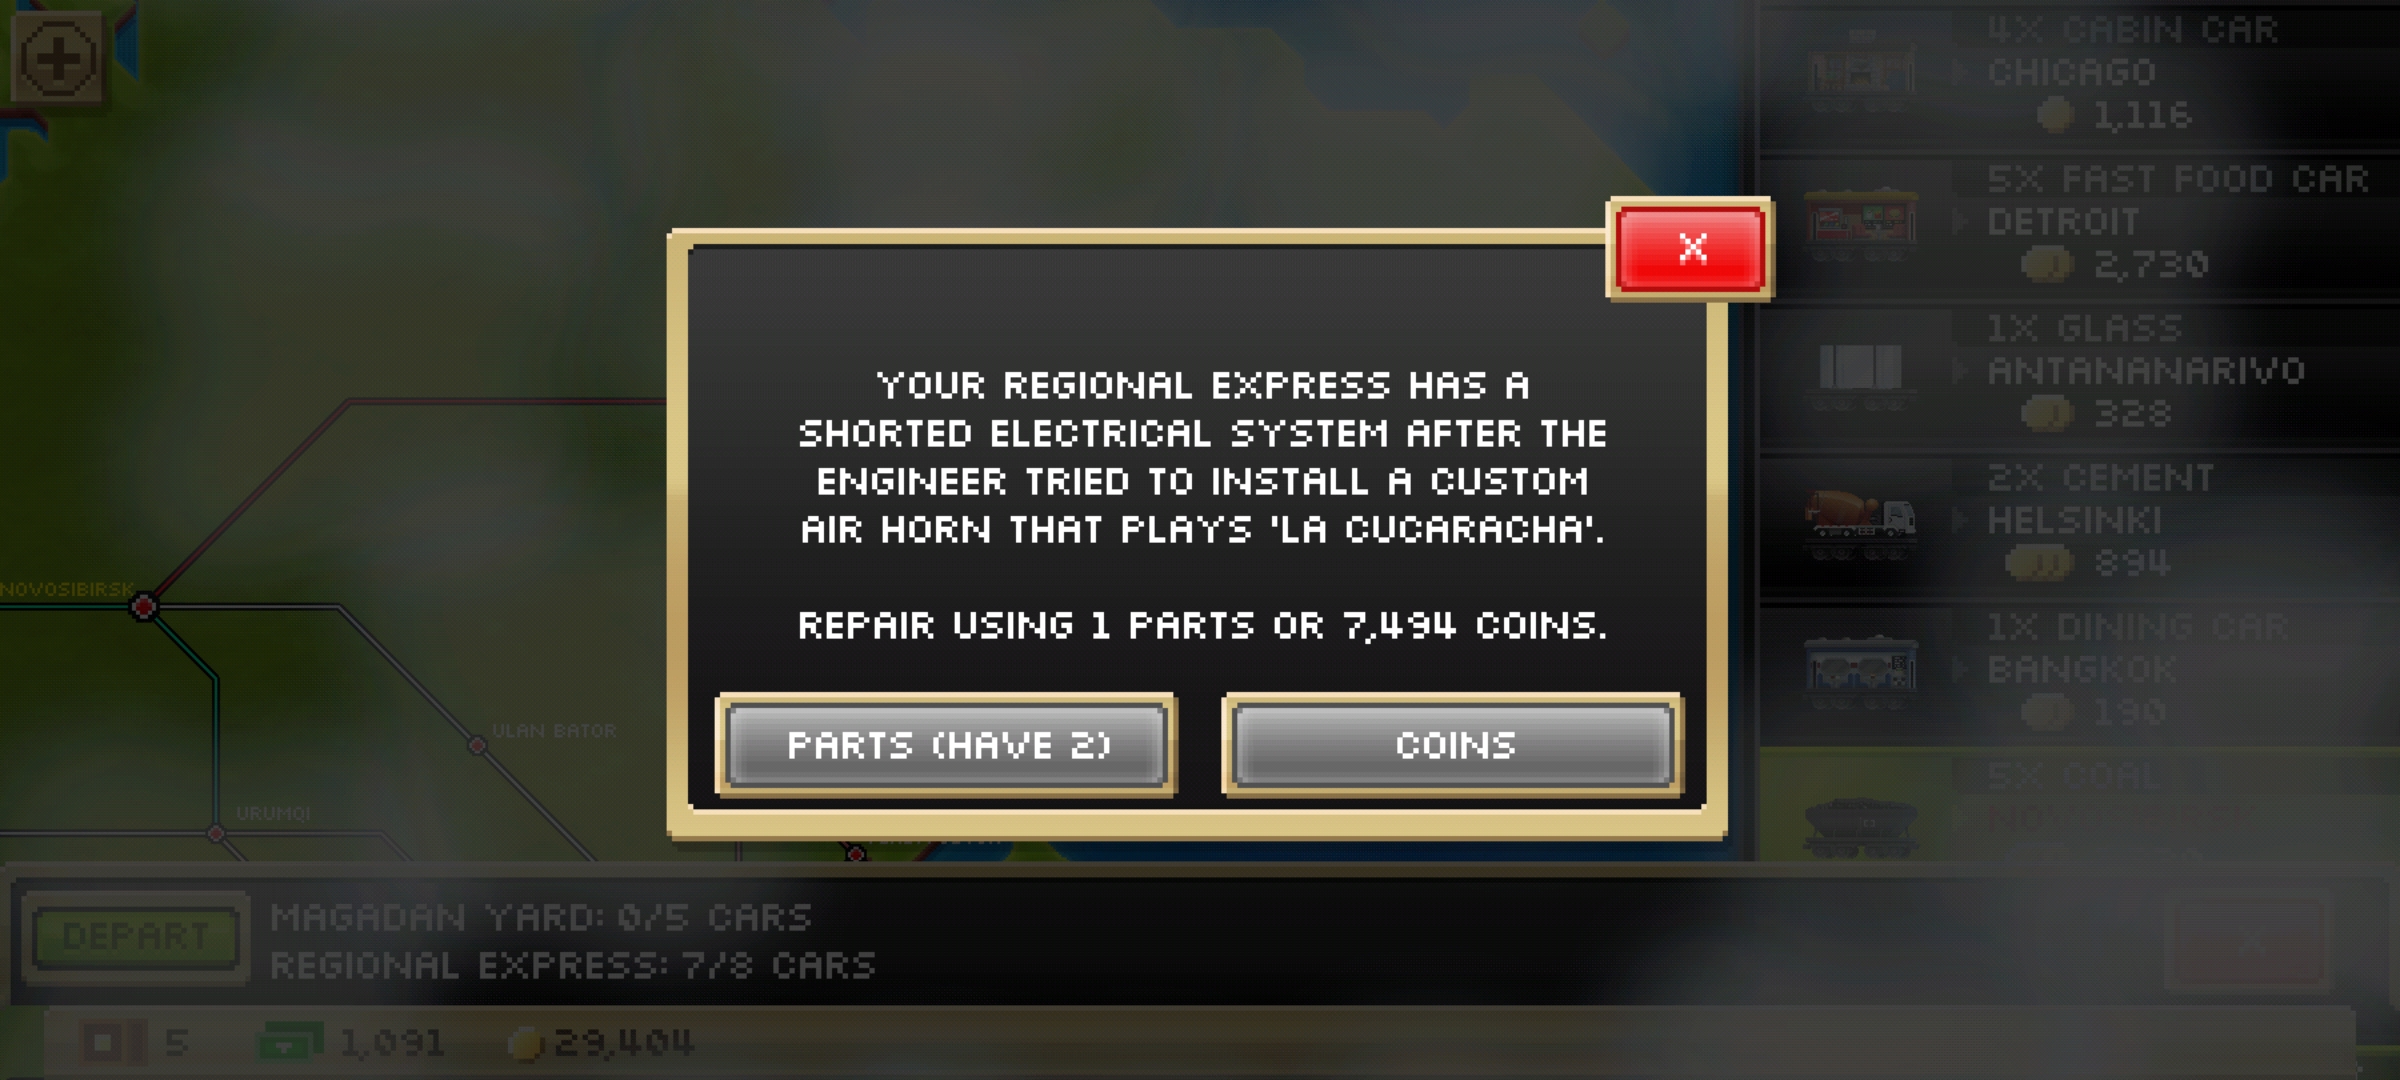 4X CABIN CAR
CHICAGO
1,116
5X FAST FOOD CAR
DETROIT
2,730
1X GLASS
ANTANANARIVO
328
2X CEMENT
HELSINKI
894
1X DINING CAR
BANGKOK
190
5X COAL
X
YOUR REGIONAL EXPRESS HAS A
SHORTED ELECTRICAL SYSTEM AFTER THE
ENGINEER TRIED TO INSTALL A CUSTOM
AIR HORN THAT PLAYS 'LA CUCARACHA'.
REPAIR USING 1 PARTS OR 7,494 COINS.
PARTS (HAVE 2)
COINS
NOVOSIBIRSK
ULAN BATOR
URUMQI
DEPART
MAGADAN YARD: 0/5 CARS
REGIONAL EXPRESS: 7/8 CARS
5
1,091
29,404